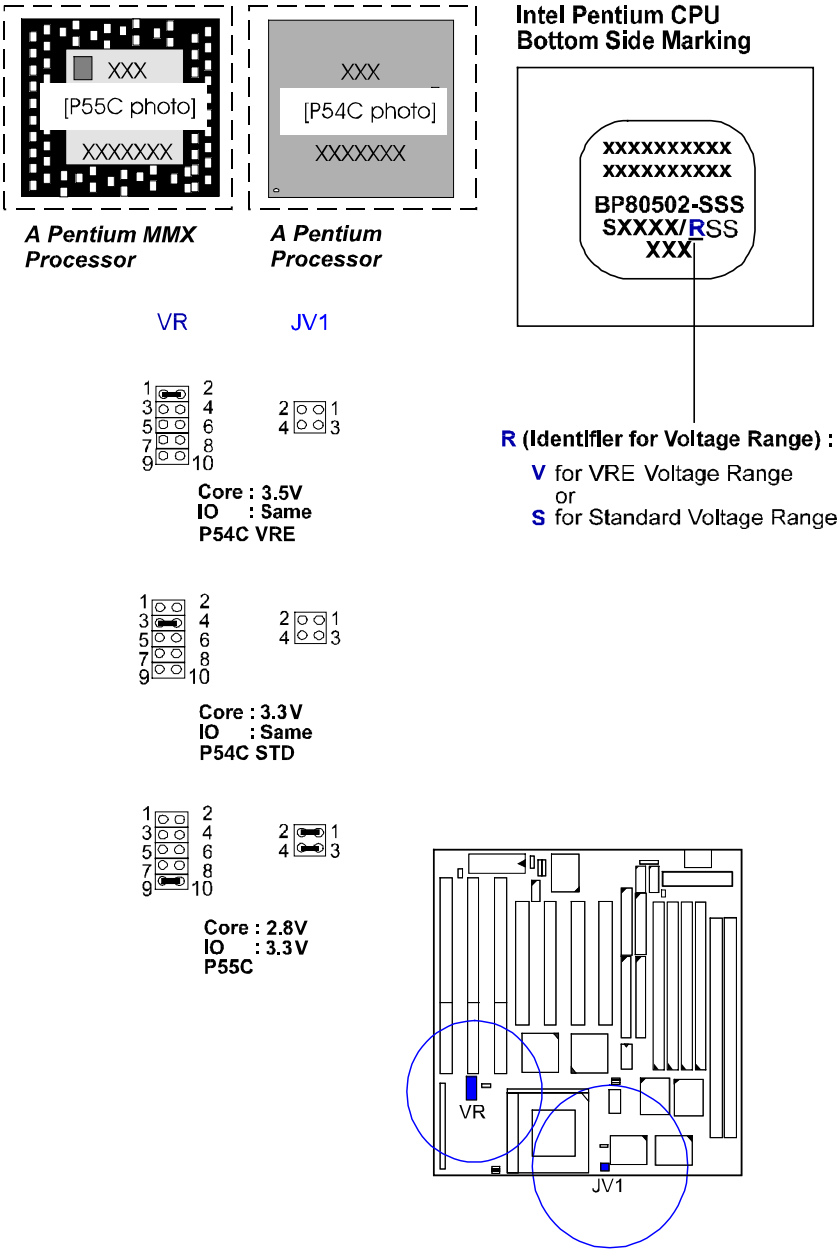 XXX
[P55C photo]
XXXXXXX
XXX
[P54C photo]
XXXXXXX
A Pentium MMX
Processor
A Pentium
Processor
Intel Pentium CPU
Bottom Side Marking
XXXXXXXXXX
XXXXXXXXXX
BP80502-SSS
SXXXX/RSS
XXX
R (Identifier for Voltage Range) :
V for VRE Voltage Range
or
S for Standard Voltage Range
VR JV1
1 2
3 4
5 6
7 8
9 10
2 1
4 3
Core : 3.5V
IO : Same
P54C VRE
1 2
3 4
5 6
7 8
9 10
2 1
4 3
Core : 3.3V
IO : Same
P54C STD
1 2
3 4
5 6
7 8
9 10
2 1
4 3
Core : 2.8V
IO : 3.3V
P55C
VR
JV1